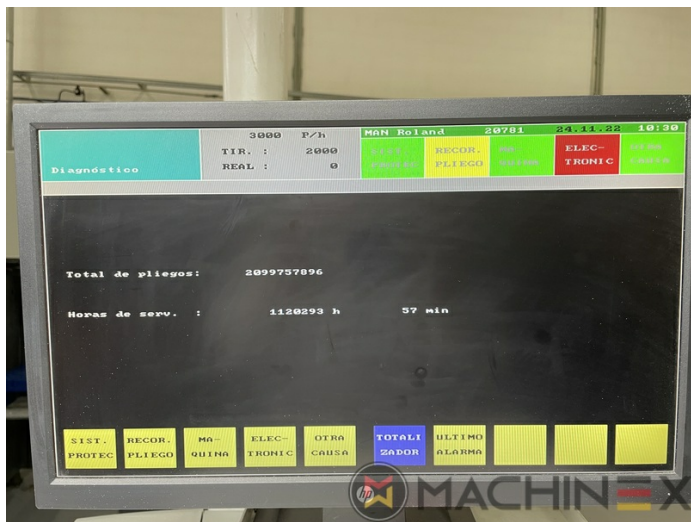 3000 P/h
MAN Roland 20781 24.11.22 10:30
TIR. : 2000
REAL : 0
Diagnóstico
RECOR.
PLIEGO
ELEC-
TRONIC
Total de pliegos: 2099757896
Horas de serv. : 1120293 h 57 min
SIST.
PROTEC
RECOR.
PLIEGO
MA-
QUINA
ELEC-
TRONIC
OTRA
CAUSA
TOTALI
ZADOR
ULTIMO
ALARMA
hp
MACHINEX